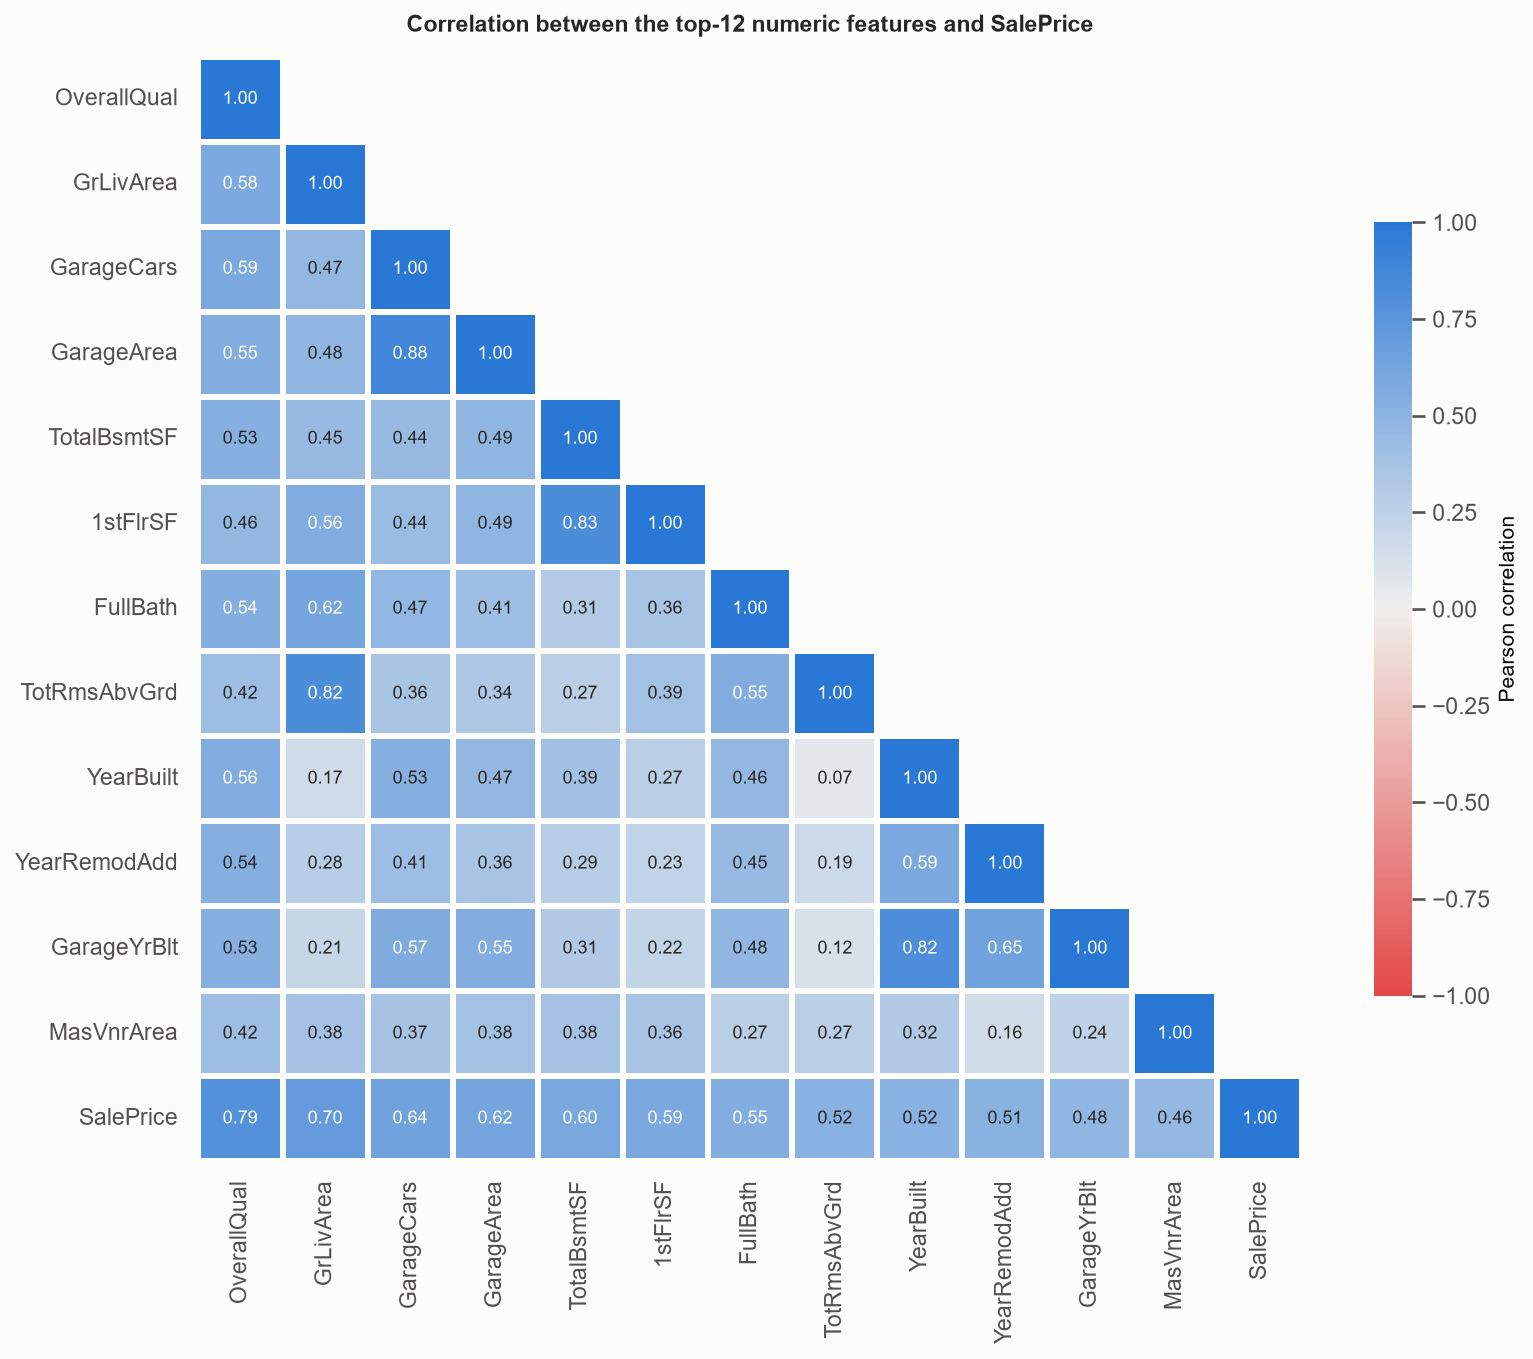 Correlation between the top-12 numeric features and SalePrice
OverallQual 1.00
GrLivArea 0.58 1.00
GarageCars 0.59 0.47 1.00
GarageArea 0.55 0.48 0.88 1.00
TotalBsmtSF 0.53 0.45 0.44 0.49 1.00
1stFlrSF 0.46 0.56 0.44 0.49 0.83 1.00
FullBath 0.54 0.62 0.47 0.41 0.31 0.36 1.00
TotRmsAbvGrd 0.42 0.82 0.36 0.34 0.27 0.39 0.55 1.00
YearBuilt 0.56 0.17 0.53 0.47 0.39 0.27 0.46 0.07 1.00
YearRemodAdd 0.54 0.28 0.41 0.36 0.29 0.23 0.45 0.19 0.59 1.00
GarageYrBlt 0.53 0.21 0.57 0.55 0.31 0.22 0.48 0.12 0.82 0.65 1.00
MasVnrArea 0.42 0.38 0.37 0.38 0.38 0.36 0.27 0.27 0.32 0.16 0.24 1.00
SalePrice 0.79 0.70 0.64 0.62 0.60 0.59 0.55 0.52 0.52 0.51 0.48 0.46 1.00
OverallQual
GrLivArea
GarageCars
GarageArea
TotalBsmtSF
1stFlrSF
FullBath
TotRmsAbvGrd
YearBuilt
YearRemodAdd
GarageYrBlt
MasVnrArea
SalePrice
1.00
0.75
0.50
0.25
0.00
−0.25
−0.50
−0.75
−1.00
Pearson correlation